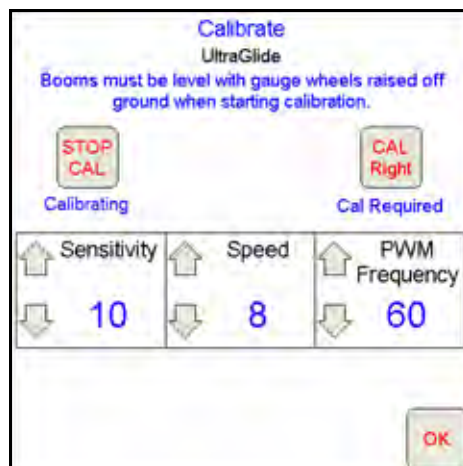 Calibrate
UltraGlide
Booms must be level with gauge wheels raised off
ground when starting calibration.
STOP
CAL
CAL
Right
Calibrating
Cal Required
Sensitivity
Speed
PWM
Frequency
10
8
60
OK